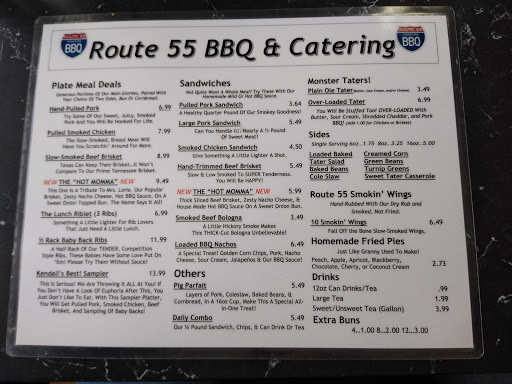 ROUTE 55
BBQ
Route 55 BBQ & Catering
ROUTE 55
BBQ
Plate Meal Deals
Generous Portions of Our Main Entrées, Paired With
Your Choice of Two Sides, Bun Or Cornbread.
Hand-Pulled Pork 6.99
Try Some Of Our Sweet, Juicy, Smoked
Pork And You Will Be Hooked For Life.
Pulled Smoked Chicken 7.99
The Slow-Smoked, Breast Meat Will
Have You Scratchin' Around For More.
Slow-Smoked Beef Brisket 8.99
Texas Can Keep Their Brisket...It Won't
Compare To Our Prime Tennessee Brisket.
NEW THE "HOT MOMMA" NEW 9.49
This One Is A Tribute To Mrs. Lorie. Our Popular
Brisket, Zesty Nacho Cheese, Hot BBQ Sauce, On A
Sweet Onion Topped Bun. The Name Says It All!
The Lunch Riblet (3 Ribs) 6.99
Something A Little Lighter For Rib Lovers
That Just Need A Little Lunch.
½ Rack Baby Back Ribs 11.99
A Half-Rack Of Our TENDER, Competition
Style Ribs. These Babies Have Some Love Put On
'Em! Please Try Them Without Sauce!
Kendall's Best! Sampler 13.99
This Is Serious! We Are Throwing It ALL At You! If
You Don't Have A Look Of Euphoria After This, You
Just Don't Like To Eat. With This Sampler Platter,
You Will Get Pulled Pork, Smoked Chicken, Beef
Brisket, And Sampling Of Baby Backs!
Sandwiches
Not Quite Want A Whole Meal? Try These With Our
Homemade Mild Or Hot BBQ Sauce.
Pulled Pork Sandwich 3.64
A Healthy Quarter Pound Of Our Smokey Goodness!
Large Pork Sandwich 5.49
Can You Handle It: Nearly A ½ Pound
Of Sweet Meat!
Smoked Chicken Sandwich 4.50
Give Something A Little Lighter A Shot.
Hand-Trimmed Beef Brisket 5.49
Slow & Low Smoked To SUPER Tenderness.
You Will Be HAPPY!
NEW THE "HOT MOMMA" NEW 5.99
Thick Sliced Beef Brisket, Zesty Nacho Cheese, &
House Made Hot BBQ Sauce On A Sweet Onion Bun.
Smoked Beef Bologna 3.49
A Little Hickory Smoke Makes
This THICK-Cut Bologna Unbelievable!
Loaded BBQ Nachos 6.49
A Special Treat! Golden Corn Chips, Pork, Nacho
Cheese, Sour Cream, Jalapeños & Our BBQ Sauce!
Others
Pig Parfait 5.49
Layers of Pork, Coleslaw, Baked Beans, &
Cornbread, In a 16oz Cup, Make This A Special All-
In-One Treat!
Daily Combo 5.49
Our ¼ Pound Sandwich, Chips, & Can Drink Or Tea
Monster Taters!
Plain Ole Tater (Butter, Sour Cream, and/or Cheese) 3.49
Over-Loaded Tater 6.99
You Will Be Stuffed Too! OVER-LOADED With
Butter, Sour Cream, Shredded Cheddar, and Pork
BBQ! (Add 1.00 for Chicken or Brisket)
Sides
Single Serving 6oz..1.75 8oz..3.25 16oz..5.00
Loaded Baked Creamed Corn
Tater Salad Green Beans
Baked Beans Turnip Greens
Cole Slaw Sweet Tater Casserole
Route 55 Smokin' Wings
Hand-Rubbed With Our Dry Rub and
Smoked, Not Fried.
10 Smokin' Wings 6.49
Fall Off the Bone Slow-Smoked Wings.
Homemade Fried Pies
Just Like Granny Used To Make!
Peach, Apple, Apricot, Blackberry,
Chocolate, Cherry, or Coconut Cream 2.73
Drinks
12oz Can Drinks/Tea .99
Large Tea 1.99
Sweet/Unsweet Tea (Gallon) 3.99
Extra Buns
4..1.00 8..2.00 12..3.00